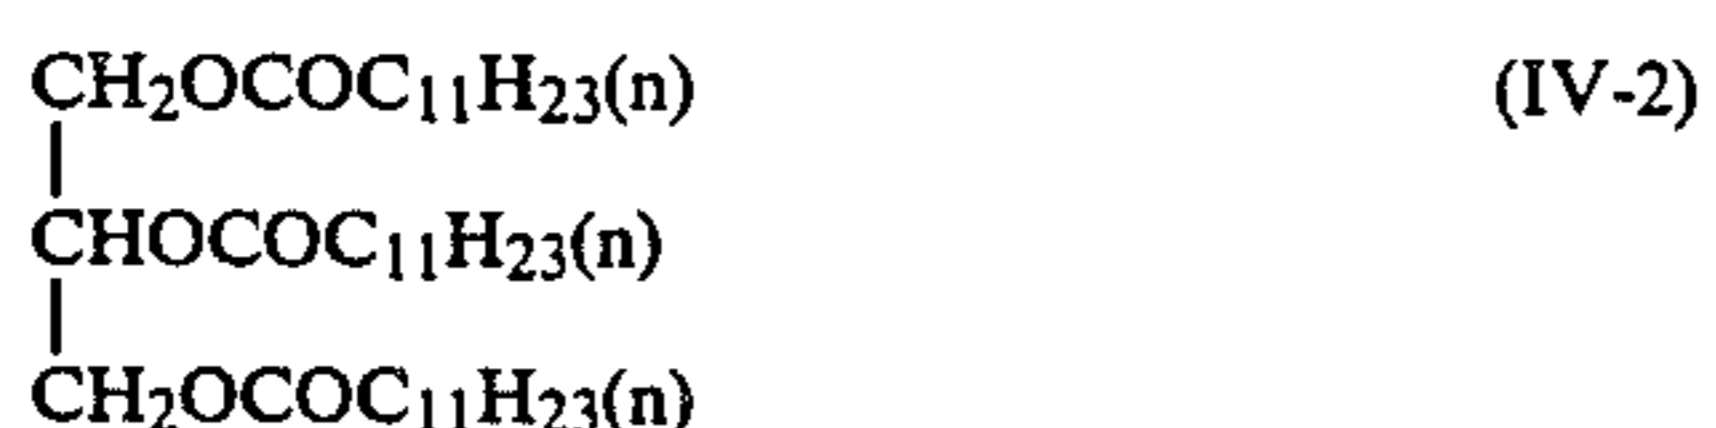 CH₂OCOC₁₁H₂₃(n) (IV-2)
CHOCOC₁₁H₂₃(n)
CH₂OCOC₁₁H₂₃(n)